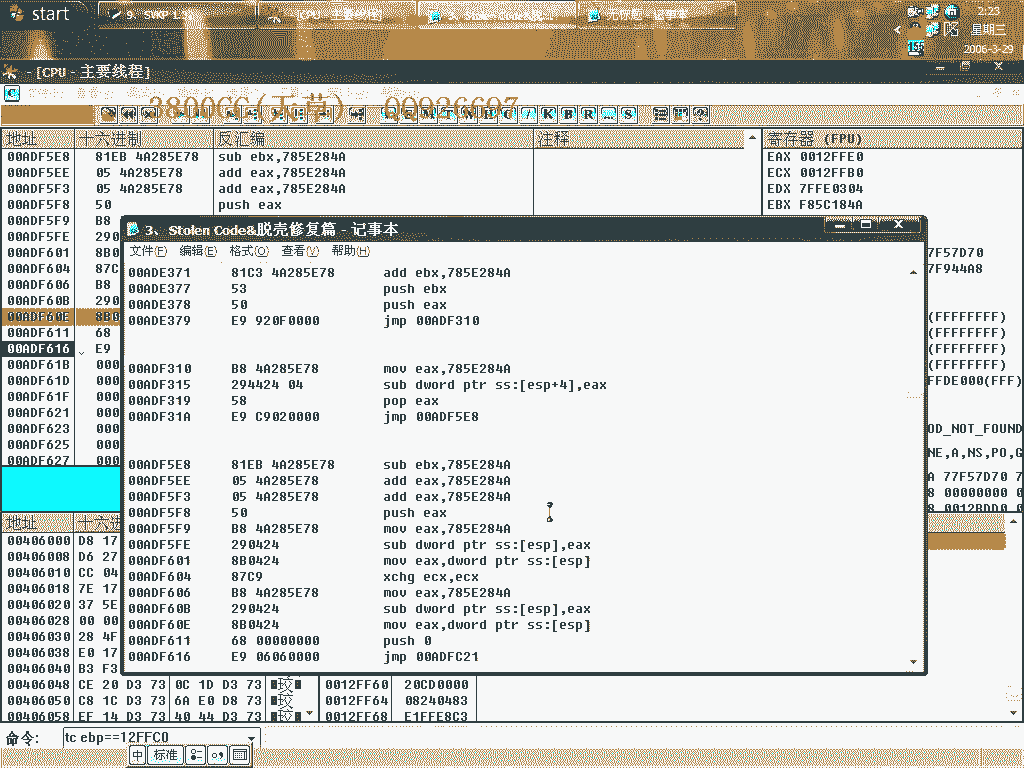 start
9、SWKP 1.
[CPU - 主要线程]
3、Stolen Code&脱
无标题 - 记事本
2:23
星期三
2006-3-29
155
- [CPU - 主要线程]
3800CC(天草) QQ926697
/ K B R ... S
地址 十六进制 反汇编 注释 寄存器 (FPU)
00ADF5E8 81EB 4A285E78 sub ebx,785E284A EAX 0012FFE0
00ADF5EE 05 4A285E78 add eax,785E284A ECX 0012FFB0
00ADF5F3 05 4A285E78 add eax,785E284A EDX 7FFE0304
00ADF5F8 50 push eax EBX F85C184A
00ADF5F9 B8
00ADF5FE 290
00ADF601 8B0 7F57D70
00ADF604 87C 7F944A8
00ADF606 B8
00ADF60B 290
00ADF60E 8B0 (FFFFFFFF)
00ADF611 68 (FFFFFFFF)
00ADF616 E9 (FFFFFFFF)
00ADF61B 000 (FFFFFFFF)
00ADF61D 000 FFDE000(FFF)
00ADF61F 000
00ADF621 000
00ADF623 000 OD_NOT_FOUND
00ADF625 000
00ADF627 000 NE,A,NS,PO,G
A 77F57D70 7
8 00000000 0
8 0012BDD0 0
3、Stolen Code&脱壳修复篇 - 记事本
文件(F) 编辑(E) 格式(O) 查看(V) 帮助(H)
00ADE371 81C3 4A285E78 add ebx,785E284A
00ADE377 53 push ebx
00ADE378 50 push eax
00ADE379 E9 920F0000 jmp 00ADF310
00ADF310 B8 4A285E78 mov eax,785E284A
00ADF315 294424 04 sub dword ptr ss:[esp+4],eax
00ADF319 58 pop eax
00ADF31A E9 C9020000 jmp 00ADF5E8
00ADF5E8 81EB 4A285E78 sub ebx,785E284A
00ADF5EE 05 4A285E78 add eax,785E284A
00ADF5F3 05 4A285E78 add eax,785E284A
00ADF5F8 50 push eax
00ADF5F9 B8 4A285E78 mov eax,785E284A
00ADF5FE 290424 sub dword ptr ss:[esp],eax
00ADF601 8B0424 mov eax,dword ptr ss:[esp]
00ADF604 87C9 xchg ecx,ecx
00ADF606 B8 4A285E78 mov eax,785E284A
00ADF60B 290424 sub dword ptr ss:[esp],eax
00ADF60E 8B0424 mov eax,dword ptr ss:[esp]
00ADF611 68 00000000 push 0
00ADF616 E9 06060000 jmp 00ADFC21
地址 十六进
00406000 D8 17
00406008 D6 27
00406010 CC 04
00406018 7E 17
00406020 37 5E
00406028 00 00
00406030 28 4F
00406038 E0 17
00406040 B3 F3
00406048 CE 20 D3 73 0C 1D D3 73 0012FF60 20CD0000
00406050 C8 1C D3 73 6A E0 D8 73 0012FF64 08240483
00406058 EF 14 D3 73 40 44 D3 73 0012FF68 E1FFE8C3
命令: tc ebp==12FFC0
中 标准